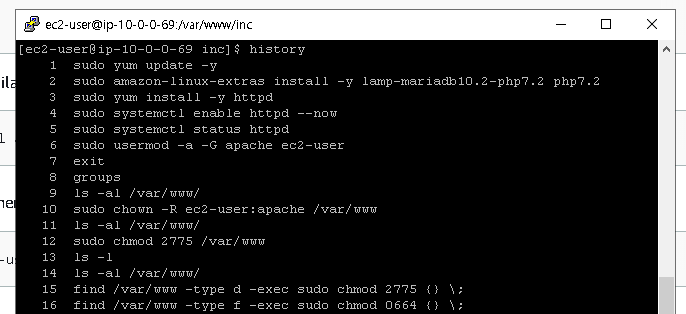 ec2-user@ip-10-0-0-69:/var/www/inc
[ec2-user@ip-10-0-0-69 inc]$ history
1 sudo yum update -y
2 sudo amazon-linux-extras install -y lamp-mariadb10.2-php7.2 php7.2
3 sudo yum install -y httpd
4 sudo systemctl enable httpd --now
5 sudo systemctl status httpd
6 sudo usermod -a -G apache ec2-user
7 exit
8 groups
9 ls -al /var/www/
10 sudo chown -R ec2-user:apache /var/www
11 ls -al /var/www/
12 sudo chmod 2775 /var/www
13 ls -l
14 ls -al /var/www/
15 find /var/www -type d -exec sudo chmod 2775 {} \;
16 find /var/www -type f -exec sudo chmod 0664 {} \;